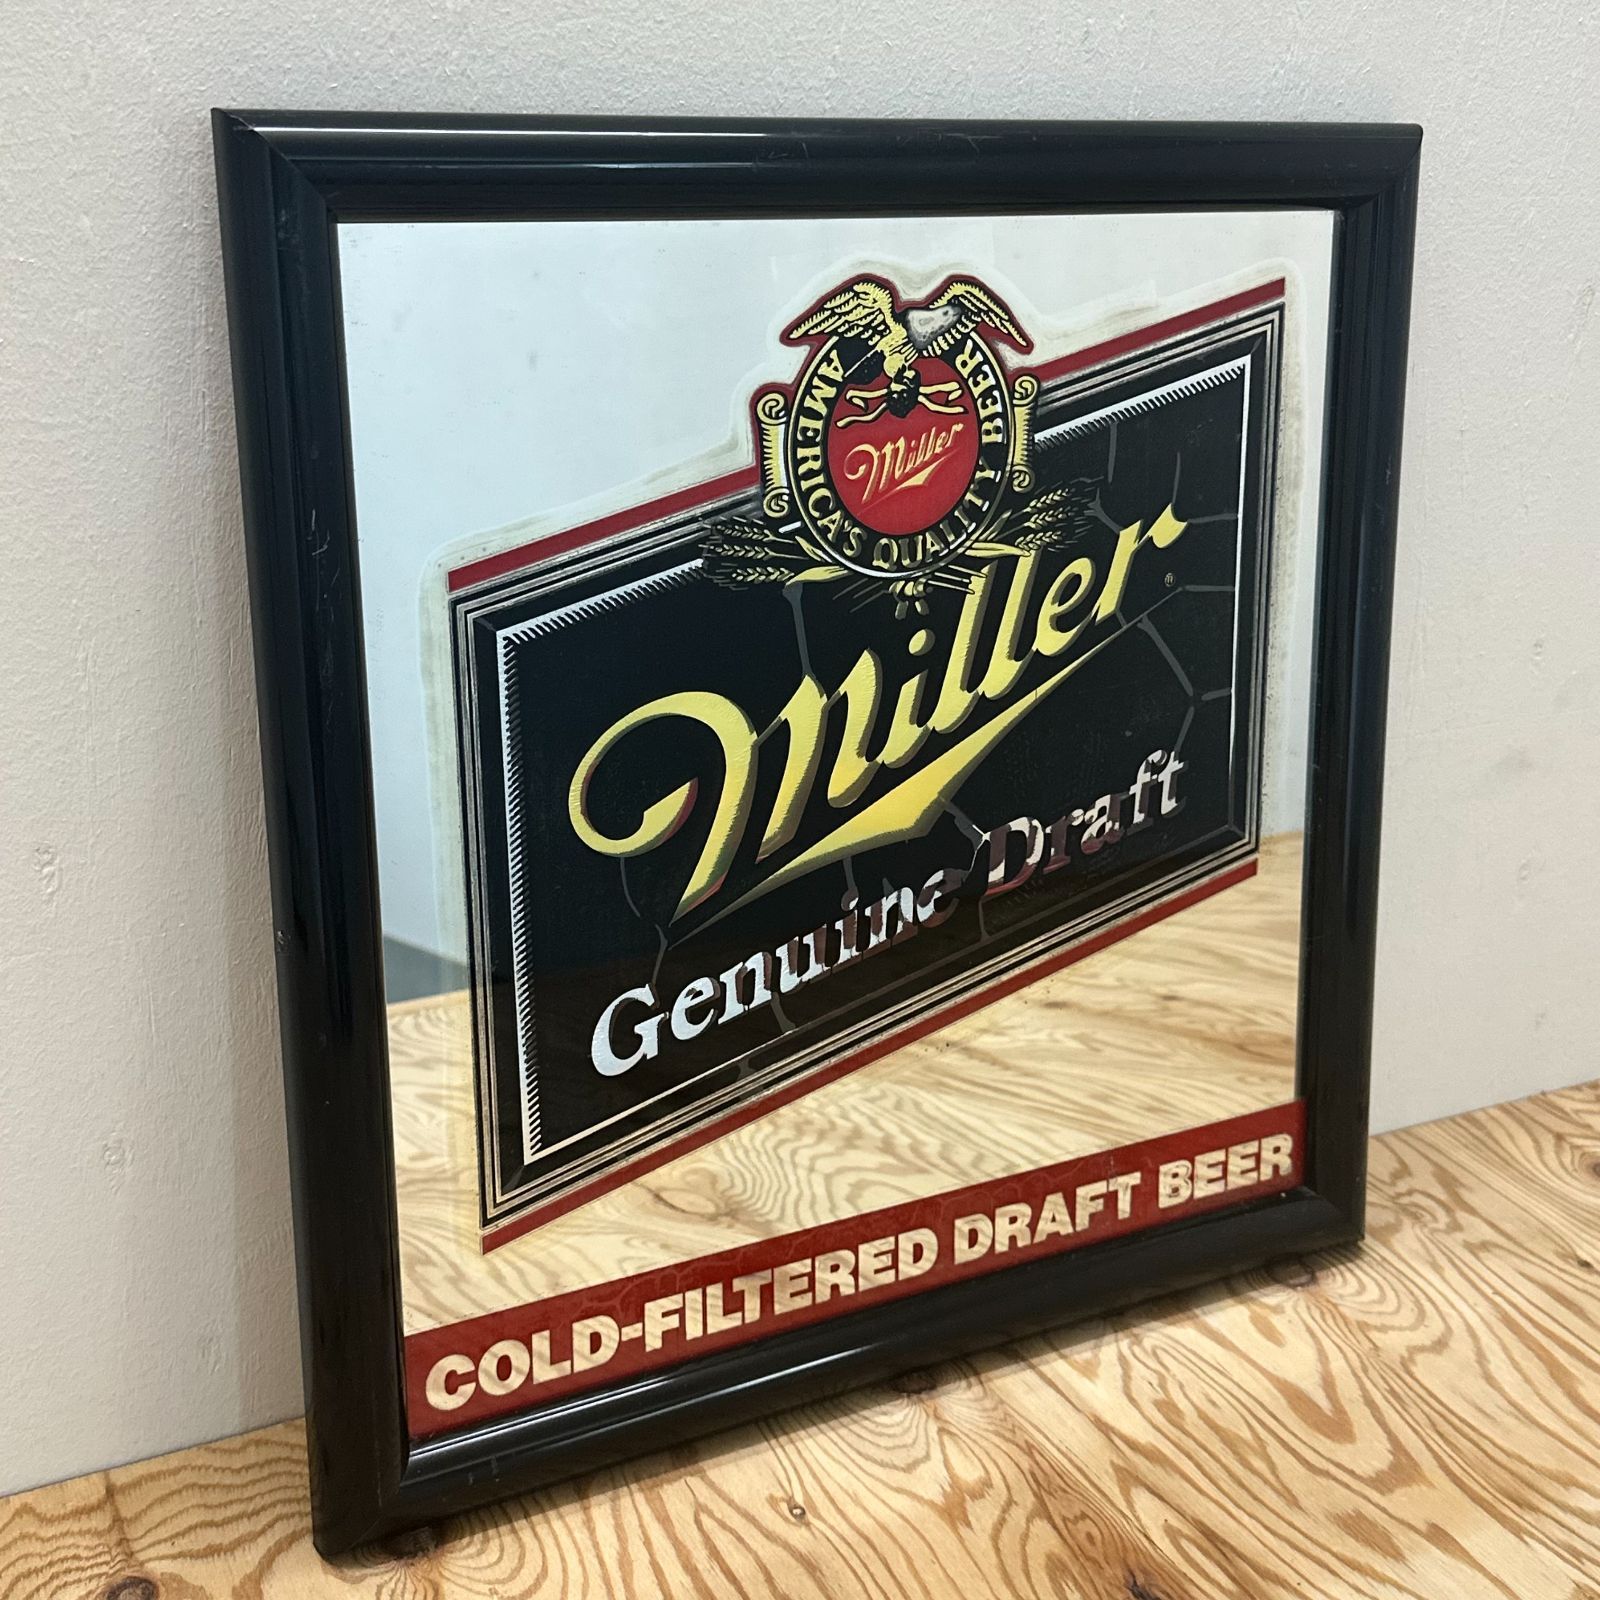 AMERICA'S QUALITY BEER
Miller
Miller ®
Genuine Draft
COLD-FILTERED DRAFT BEER